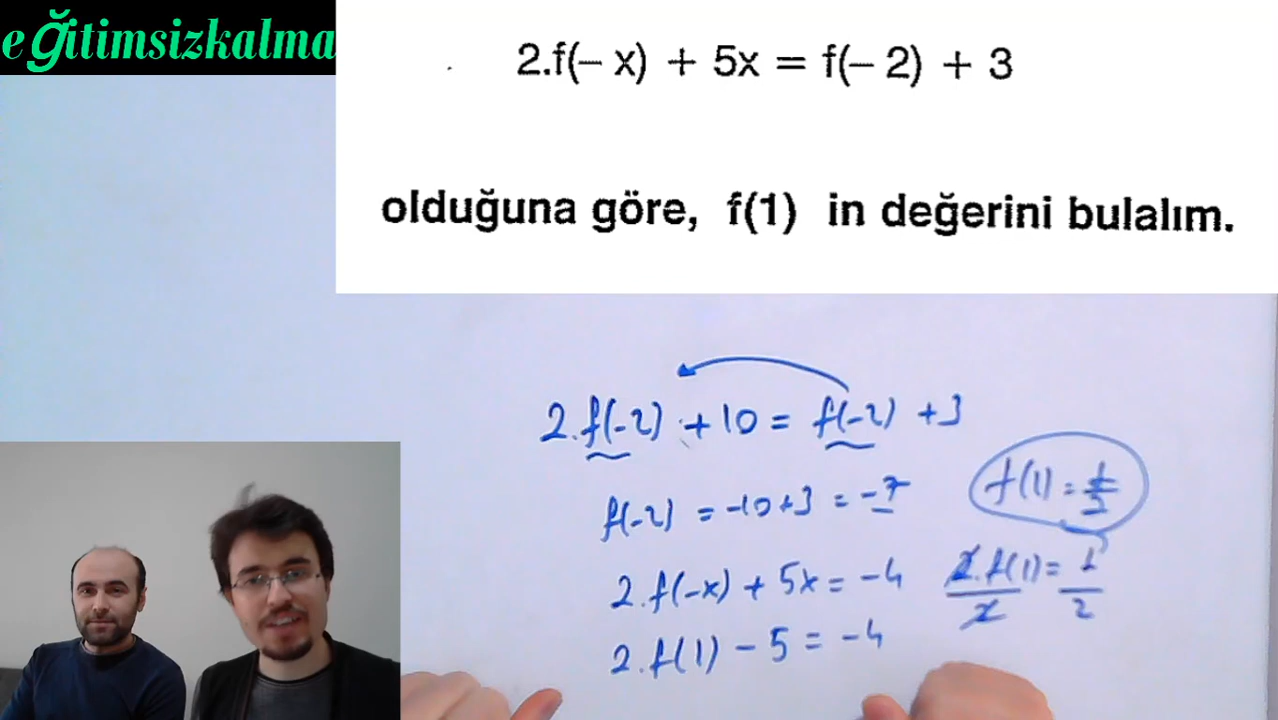 eğitimsizkalma
2.f(– x) + 5x = f(– 2) + 3
olduğuna göre, f(1) in değerini bulalım.
2.f(-2) + 10 = f(-2) + 3
f(-2) = -10+3 = -7
2.f(-x) + 5x = -4
2.f(1) - 5 = -4
f(1) = 1/2
2.f(1)/2 = 1/2